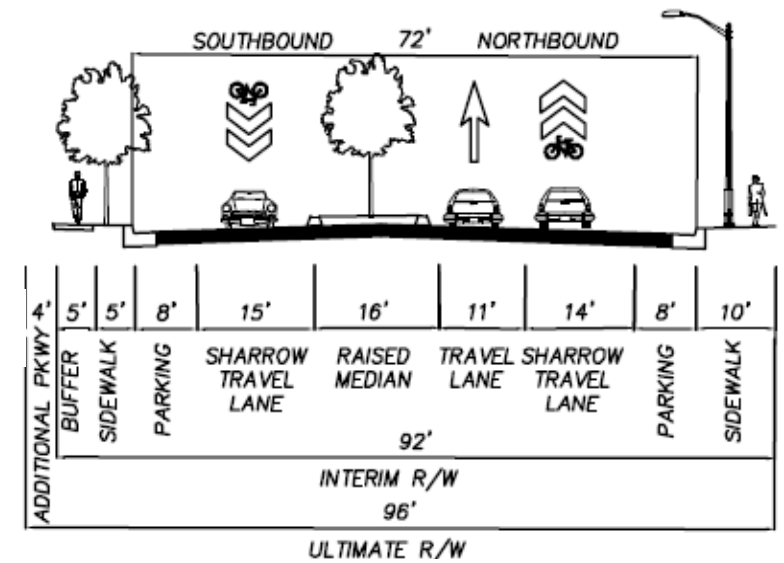 SOUTHBOUND 72' NORTHBOUND
4' 5' 5' 8' 15' 16' 11' 14' 8' 10'
ADDITIONAL PKWY
BUFFER
SIDEWALK
PARKING
SHARROW
TRAVEL
LANE
RAISED
MEDIAN
TRAVEL
LANE
SHARROW
TRAVEL
LANE
PARKING
SIDEWALK
92'
INTERIM R/W
96'
ULTIMATE R/W